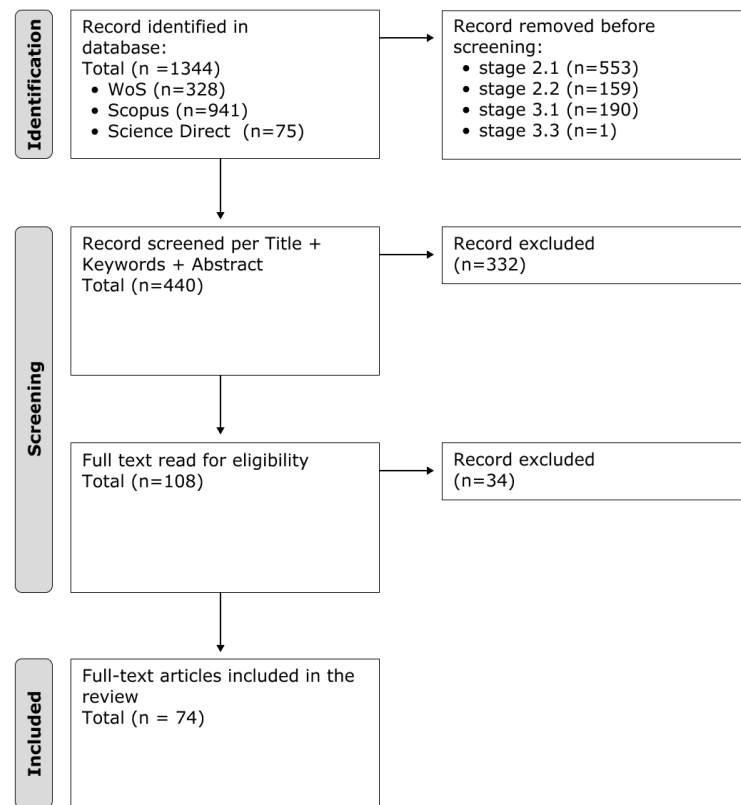 Identification
Record identified in
database:
Total (n =1344)
• WoS (n=328)
• Scopus (n=941)
• Science Direct (n=75)
Record removed before
screening:
• stage 2.1 (n=553)
• stage 2.2 (n=159)
• stage 3.1 (n=190)
• stage 3.3 (n=1)
Screening
Record screened per Title +
Keywords + Abstract
Total (n=440)
Record excluded
(n=332)
Full text read for eligibility
Total (n=108)
Record excluded
(n=34)
Included
Full-text articles included in the
review
Total (n = 74)